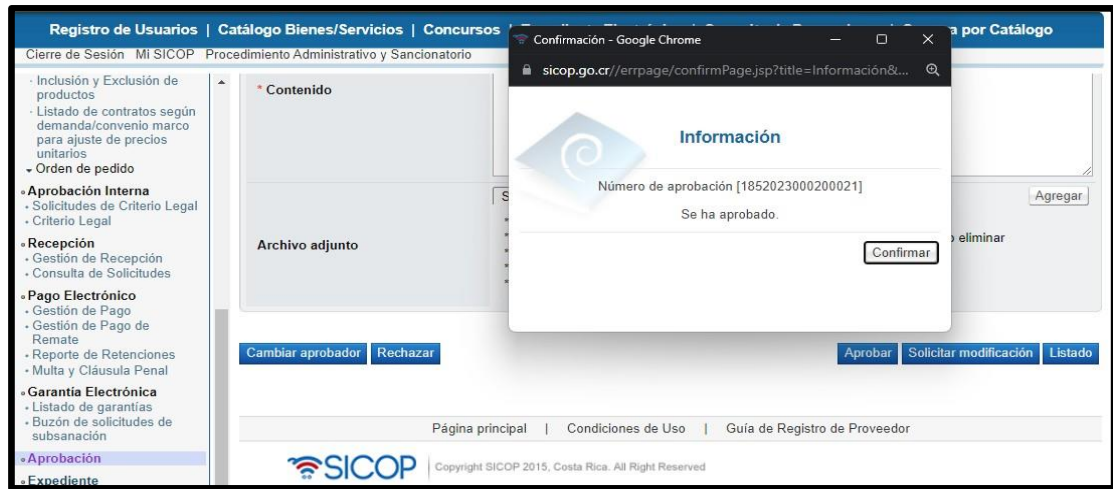 Registro de Usuarios | Catálogo Bienes/Servicios | Concursos
a por Catálogo
Cierre de Sesión Mi SICOP Procedimiento Administrativo y Sancionatorio
· Inclusión y Exclusión de
productos
· Listado de contratos según
demanda/convenio marco
para ajuste de precios
unitarios
Orden de pedido
Aprobación Interna
Solicitudes de Criterio Legal
Criterio Legal
Recepción
Gestión de Recepción
Consulta de Solicitudes
Pago Electrónico
Gestión de Pago
Gestión de Pago de
Remate
Reporte de Retenciones
Multa y Cláusula Penal
Garantía Electrónica
Listado de garantías
Buzón de solicitudes de
subsanación
Aprobación
Expediente
* Contenido
S
Agregar
Archivo adjunto
*
*
*
*
*
eliminar
Confirmación - Google Chrome
sicop.go.cr//errpage/confirmPage.jsp?title=Información&...
Información
Número de aprobación [1852023000200021]
Se ha aprobado.
Confirmar
Cambiar aprobador Rechazar
Aprobar Solicitar modificación Listado
Página principal | Condiciones de Uso | Guía de Registro de Proveedor
SICOP
Copyright SICOP 2015, Costa Rica. All Right Reserved